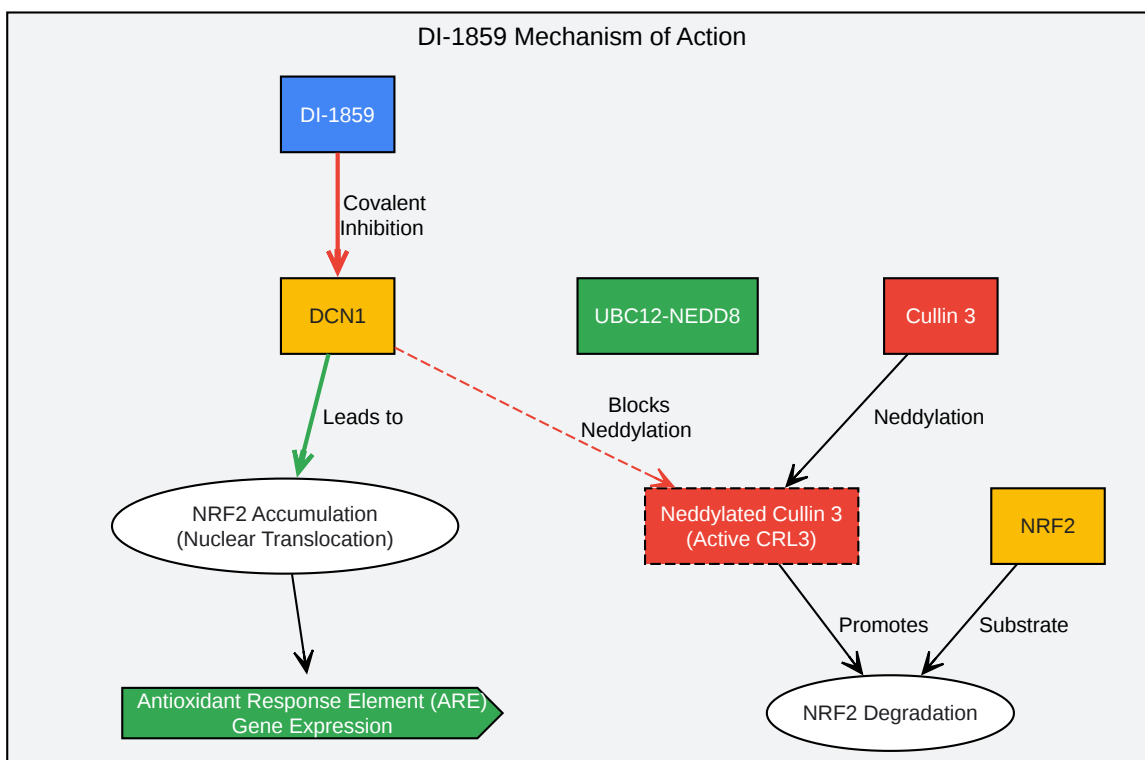 DI-1859 Mechanism of Action
DI-1859
Covalent
Inhibition
DCN1
UBC12-NEDD8
Cullin 3
Leads to
Blocks
Neddylation
Neddylation
NRF2 Accumulation
(Nuclear Translocation)
Neddylated Cullin 3
(Active CRL3)
NRF2
Promotes
Substrate
Antioxidant Response Element (ARE)
Gene Expression
NRF2 Degradation